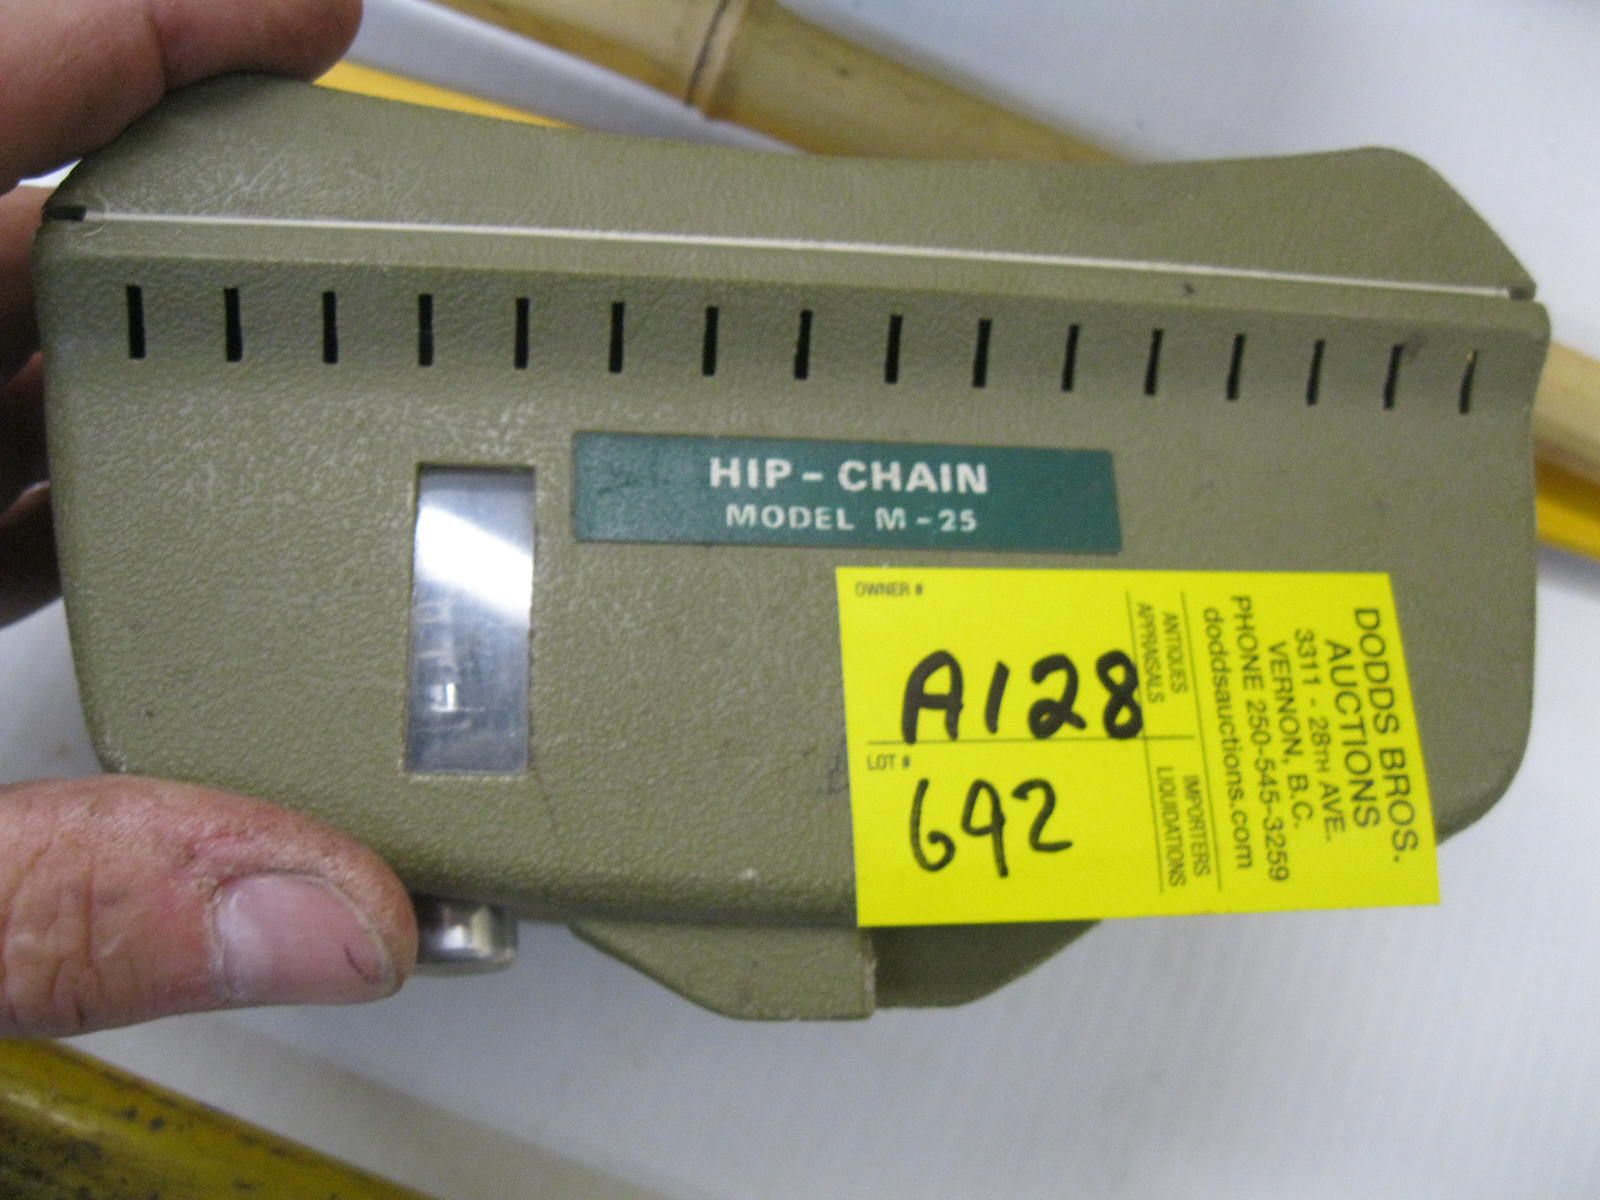 HIP - CHAIN
MODEL M - 25
OWNER #
A128
LOT #
642
ANTIQUES
APPRAISALS
IMPORTERS
LIQUIDATIONS
DODDS BROS.
AUCTIONS
3311 - 28TH AVE.
VERNON, B.C.
PHONE 250-545-3259
doddsauctions.com